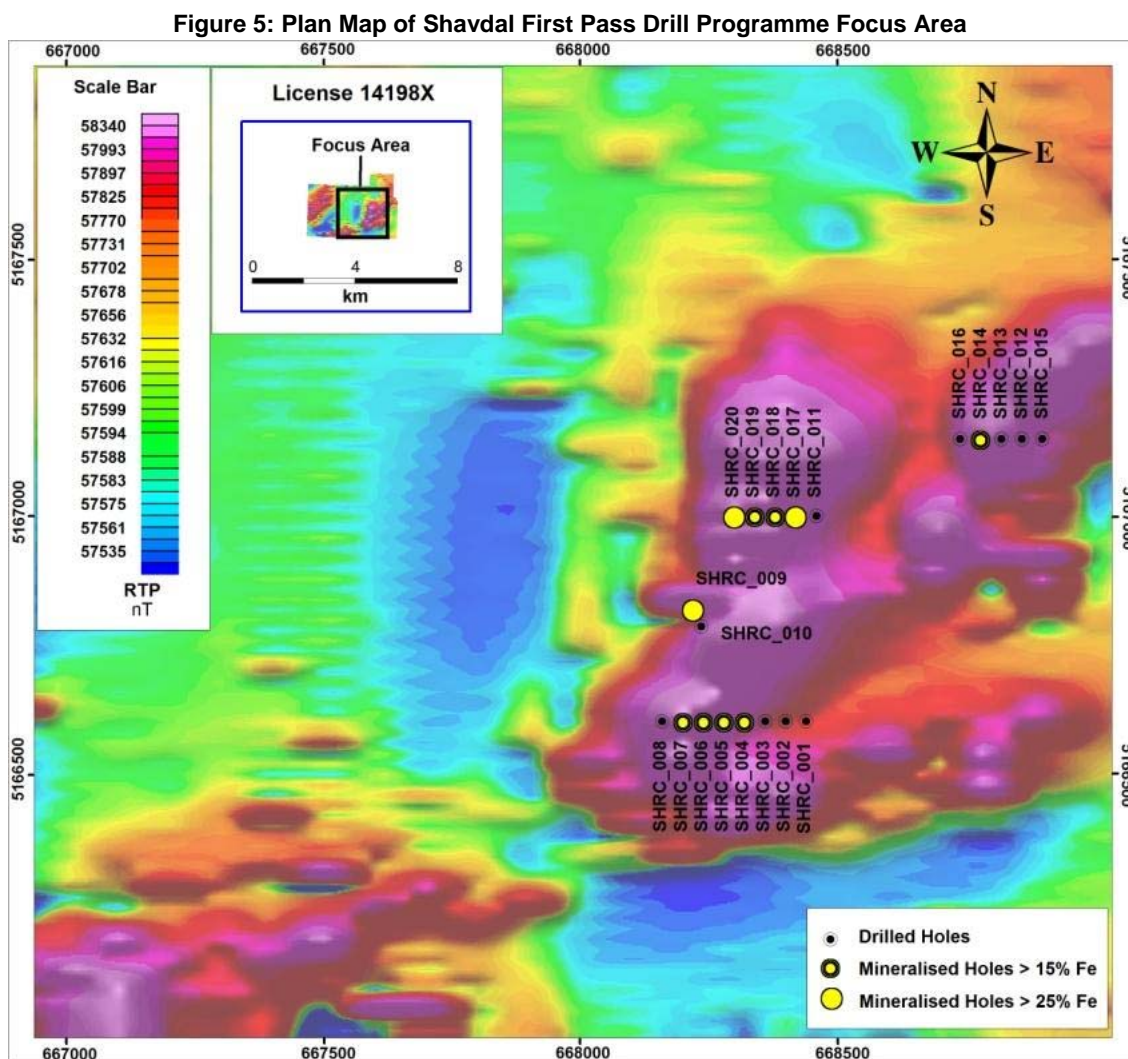 Figure 5: Plan Map of Shavdal First Pass Drill Programme Focus Area
667000 667500 668000 668500
Scale Bar
58340
57993
57897
57825
57770
57731
57702
57678
57656
57632
57616
57606
57599
57594
57588
57583
57575
57561
57535
RTP
nT
License 14198X
Focus Area
0 4 8
km
N
W E
S
5167500
5167500
5167000
5167000
5166500
5166500
SHRC_016
SHRC_014
SHRC_013
SHRC_012
SHRC_015
SHRC_020
SHRC_019
SHRC_018
SHRC_017
SHRC_011
SHRC_009
SHRC_010
SHRC_008
SHRC_007
SHRC_006
SHRC_005
SHRC_004
SHRC_003
SHRC_002
SHRC_001
Drilled Holes
Mineralised Holes > 15% Fe
Mineralised Holes > 25% Fe
667000 667500 668000 668500